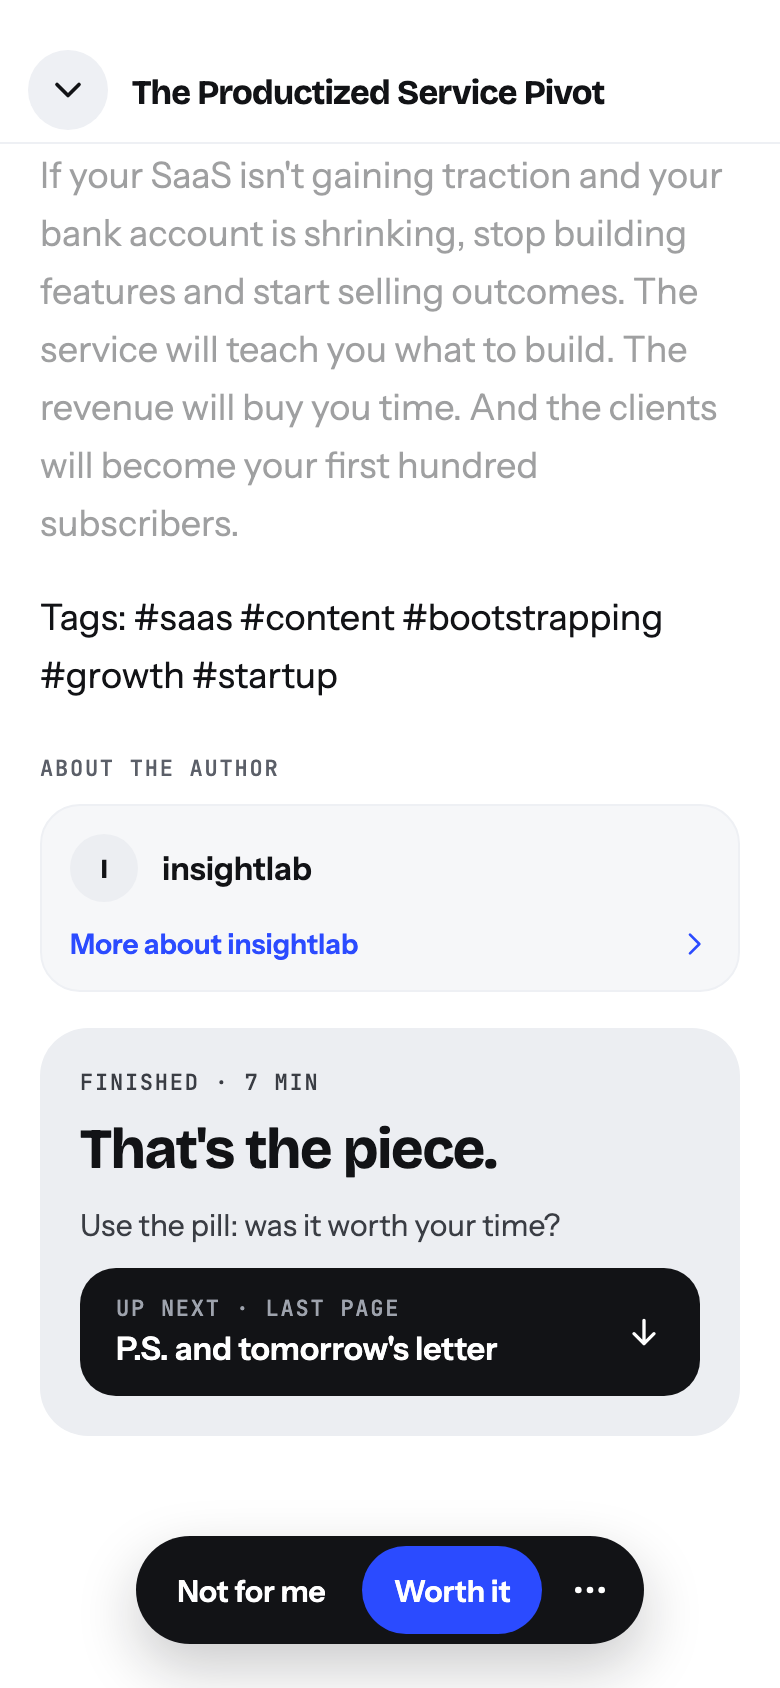 The Productized Service Pivot
If your SaaS isn't gaining traction and your
bank account is shrinking, stop building
features and start selling outcomes. The
service will teach you what to build. The
revenue will buy you time. And the clients
will become your first hundred
subscribers.
Tags: #saas #content #bootstrapping
#growth #startup
ABOUT THE AUTHOR
I
insightlab
More about insightlab
FINISHED · 7 MIN
That's the piece.
Use the pill: was it worth your time?
UP NEXT · LAST PAGE
P.S. and tomorrow's letter
Not for me
Worth it